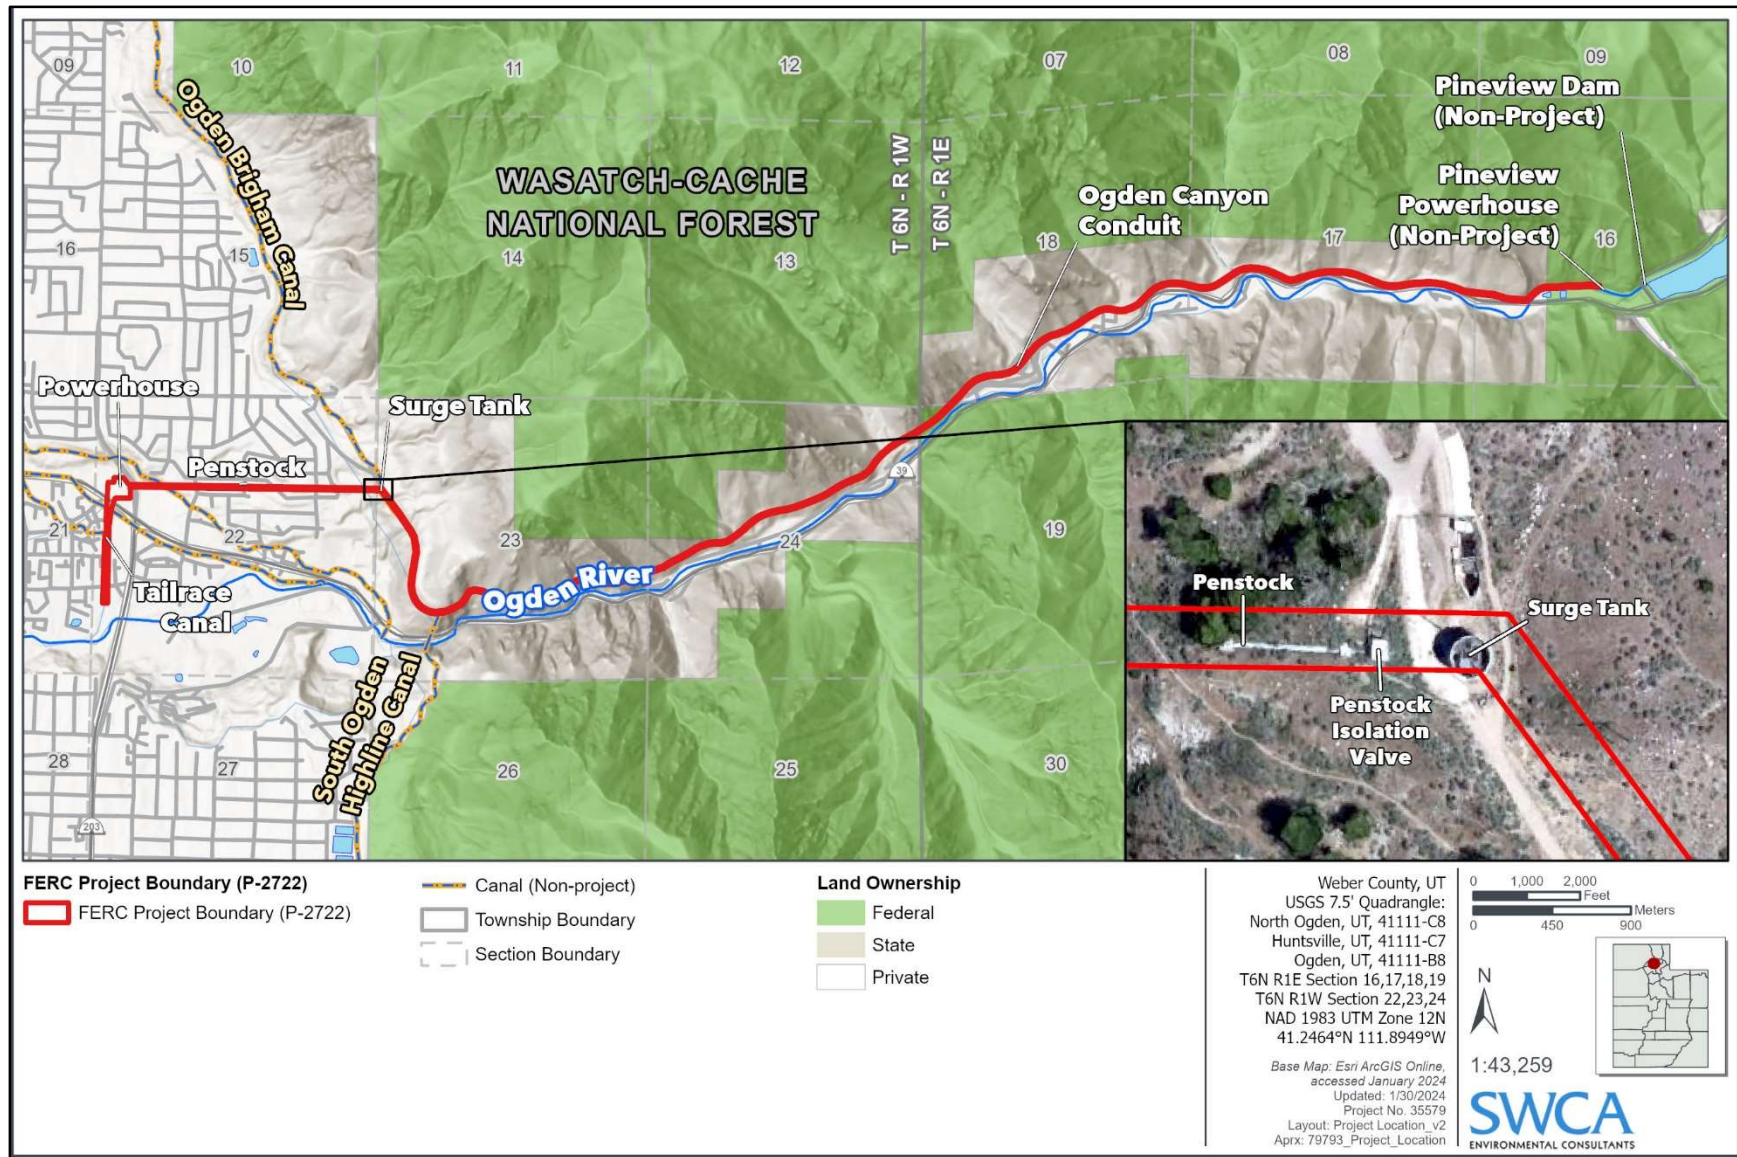 09
10
11
12
07
08
09
Pineview Dam
(Non-Project)
Ogden Brigham Canal
T 6N - R 1W
T 6N - R 1E
WASATCH-CACHE
NATIONAL FOREST
Ogden Canyon
Conduit
Pineview
Powerhouse
(Non-Project)
16
15
14
13
18
17
16
Powerhouse
Surge Tank
Penstock
39
21
22
23
24
19
Ogden River
Tailrace
Canal
South Ogden
Highline Canal
28
27
26
25
30
203
Penstock
Surge Tank
Penstock
Isolation
Valve
FERC Project Boundary (P-2722)
FERC Project Boundary (P-2722)
Canal (Non-project)
Township Boundary
Section Boundary
Land Ownership
Federal
State
Private
Weber County, UT
USGS 7.5' Quadrangle:
North Ogden, UT, 41111-C8
Huntsville, UT, 41111-C7
Ogden, UT, 41111-B8
T6N R1E Section 16,17,18,19
T6N R1W Section 22,23,24
NAD 1983 UTM Zone 12N
41.2464°N 111.8949°W
Base Map: Esri ArcGIS Online,
accessed January 2024
Updated: 1/30/2024
Project No. 35579
Layout: Project Location_v2
Aprx: 79793_Project_Location
0 1,000 2,000
Feet
Meters
0 450 900
N
1:43,259
SWCA
ENVIRONMENTAL CONSULTANTS